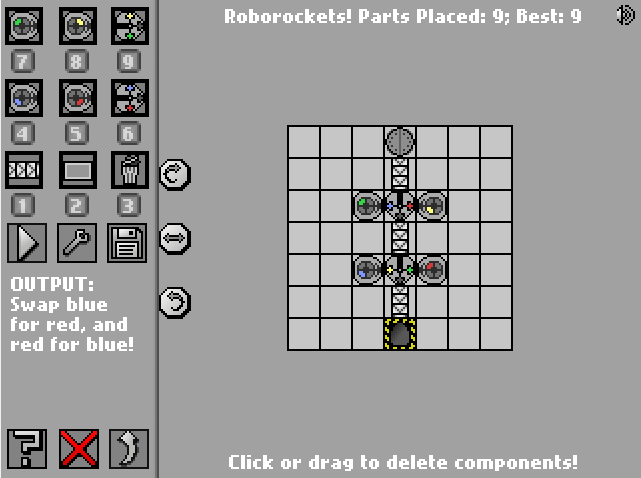 Roborockets! Parts Placed: 9; Best: 9
7 8 9
4 5 6
1 2 3
OUTPUT:
Swap blue
for red, and
red for blue!
?
Click or drag to delete components!